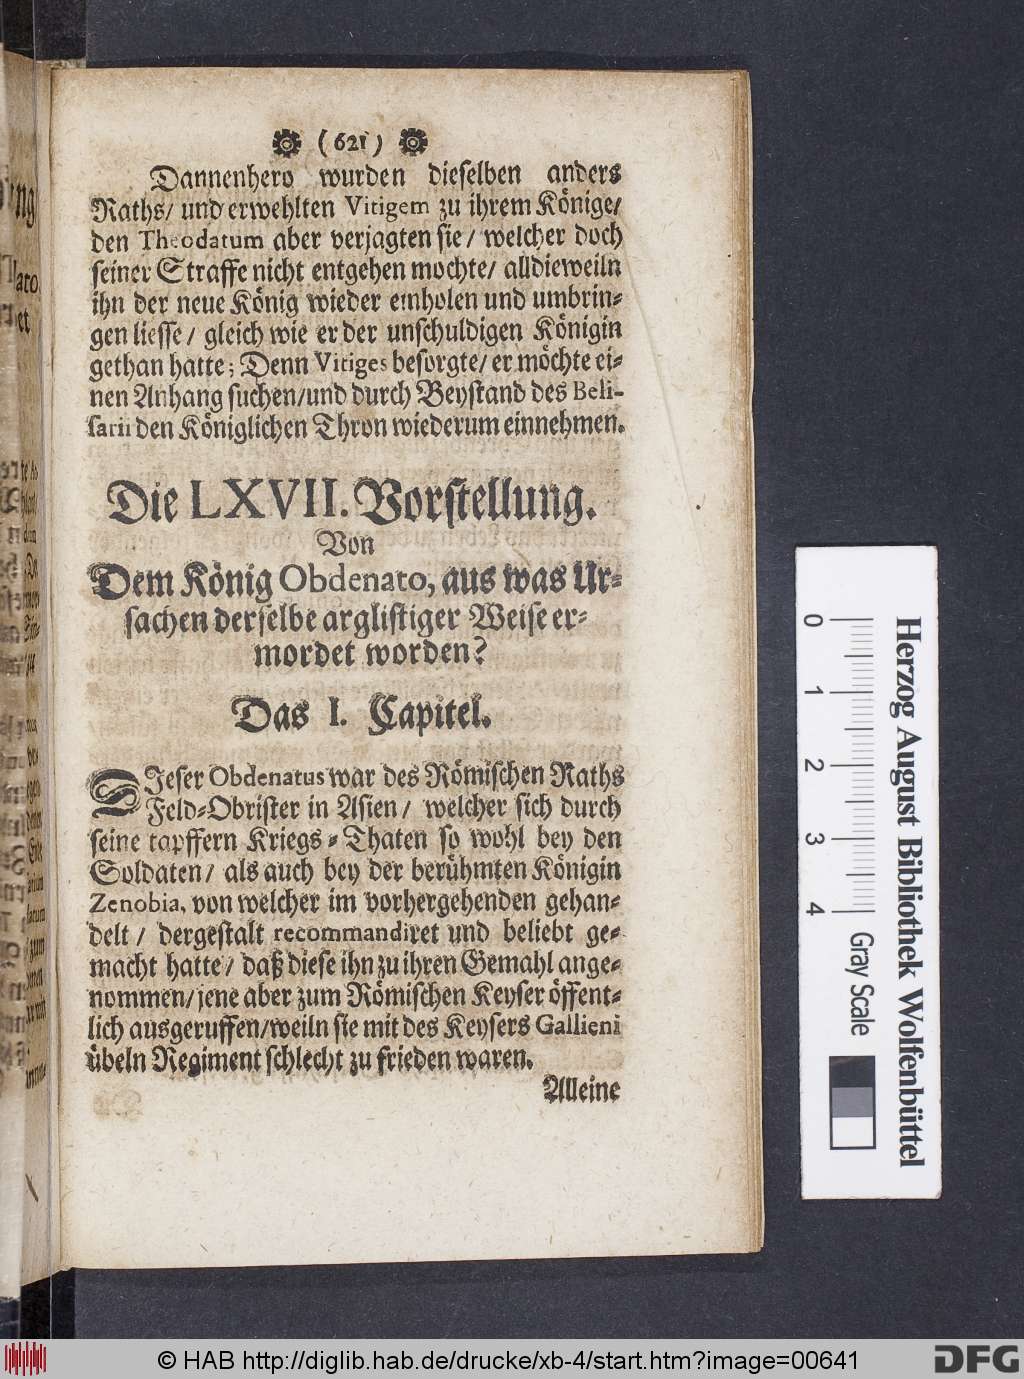 (621)
Dannenhero wurden dieselben anders
Raths/ und erwehlten Vitigem zu ihrem Könige/
den Theodatum aber verjagten sie/ welcher doch
seiner Straffe nicht entgehen mochte/ alldieweiln
ihn der neue König wieder einholen und umbrin-
gen liesse/ gleich wie er der unschuldigen Königin
gethan hatte; Denn Vitiges besorgte/ er möchte ei-
nen Anhang suchen/und durch Beystand des Beli-
sarii den Königlichen Thron wiederum einnehmen.
Die LXVII. Vorstellung.
Von
Dem König Obdenato, aus was Ur-
sachen derselbe arglistiger Weise er-
mordet worden?
Das I. Capitel.
DIeser Obdenatus war des Römischen Raths
Feld-Obrister in Asien/ welcher sich durch
seine tapffern Kriegs-Thaten so wohl bey den
Soldaten/ als auch bey der berühmten Königin
Zenobia, von welcher im vorhergehenden gehan-
delt/ dergestalt recommandiret und beliebt ge-
macht hatte/ daß diese ihn zu ihren Gemahl ange-
nommen/jene aber zum Römischen Keyser öffent-
lich ausgeruffen/weiln sie mit des Keysers Gallieni
übeln Regiment schlecht zu frieden waren.
Alleine
0 1 2 3 4
Herzog August Bibliothek Wolfenbüttel
Gray Scale
© HAB http://diglib.hab.de/drucke/xb-4/start.htm?image=00641
DFG